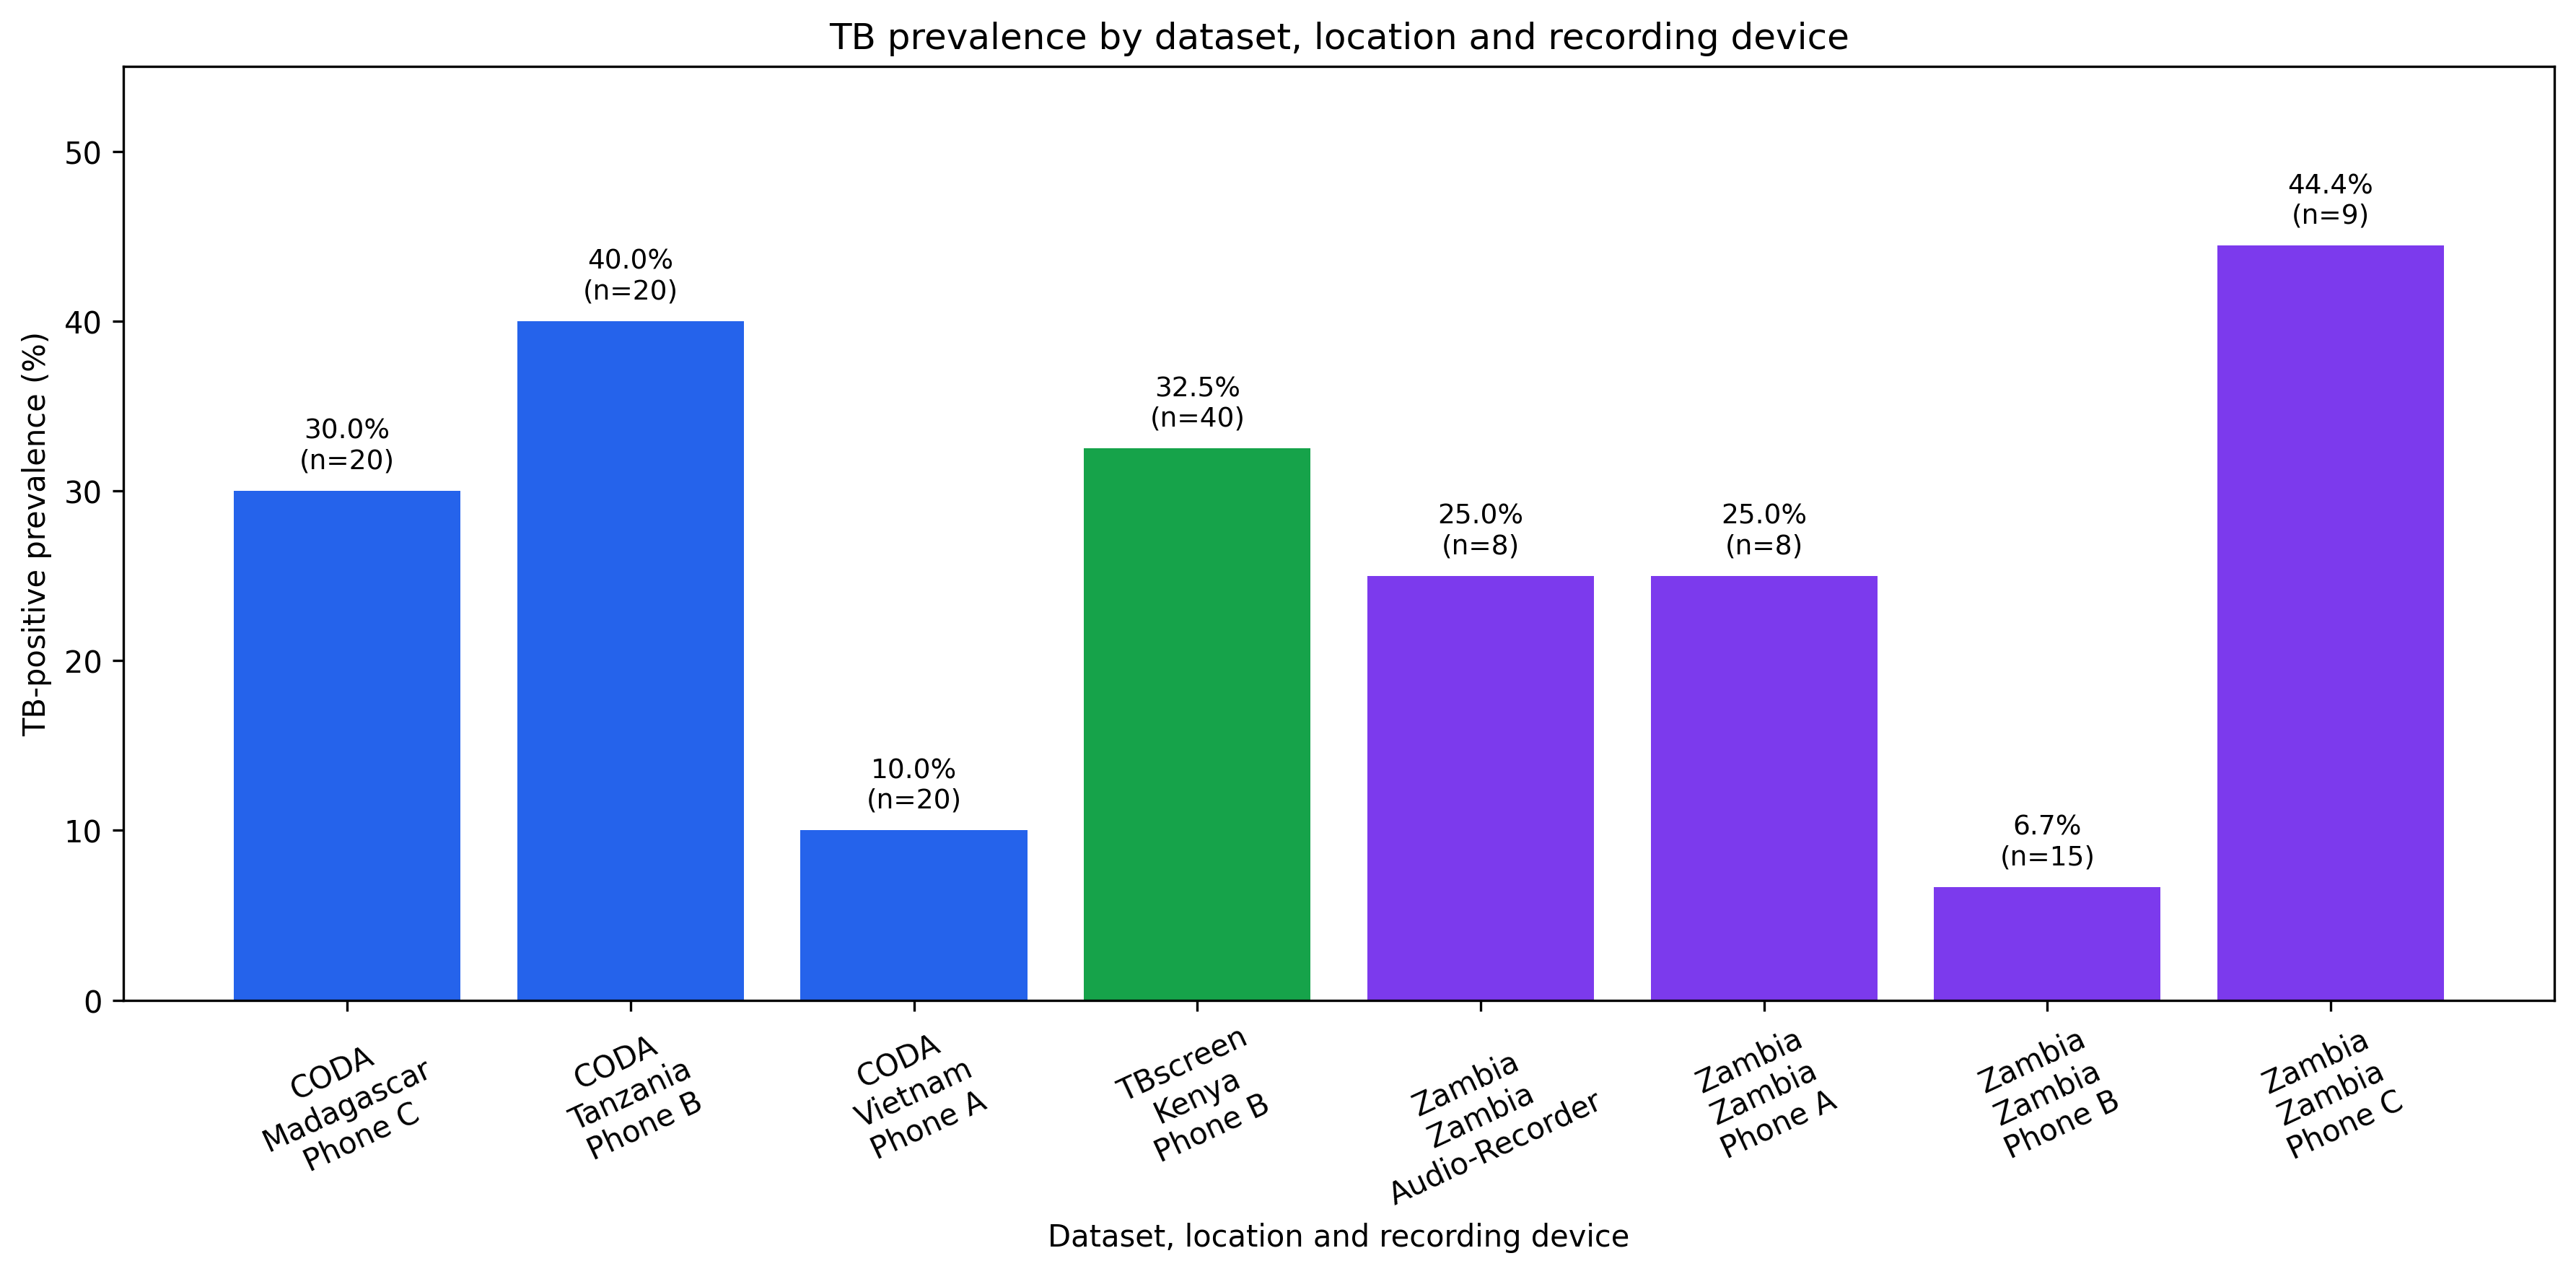 TB prevalence by dataset, location and recording device
TB-positive prevalence (%)
50
40
30
20
10
0
30.0%
(n=20)
40.0%
(n=20)
10.0%
(n=20)
32.5%
(n=40)
25.0%
(n=8)
25.0%
(n=8)
6.7%
(n=15)
44.4%
(n=9)
CODA
Madagascar
Phone C
CODA
Tanzania
Phone B
CODA
Vietnam
Phone A
TBscreen
Kenya
Phone B
Zambia
Zambia
Audio-Recorder
Zambia
Zambia
Phone A
Zambia
Zambia
Phone B
Zambia
Zambia
Phone C
Dataset, location and recording device